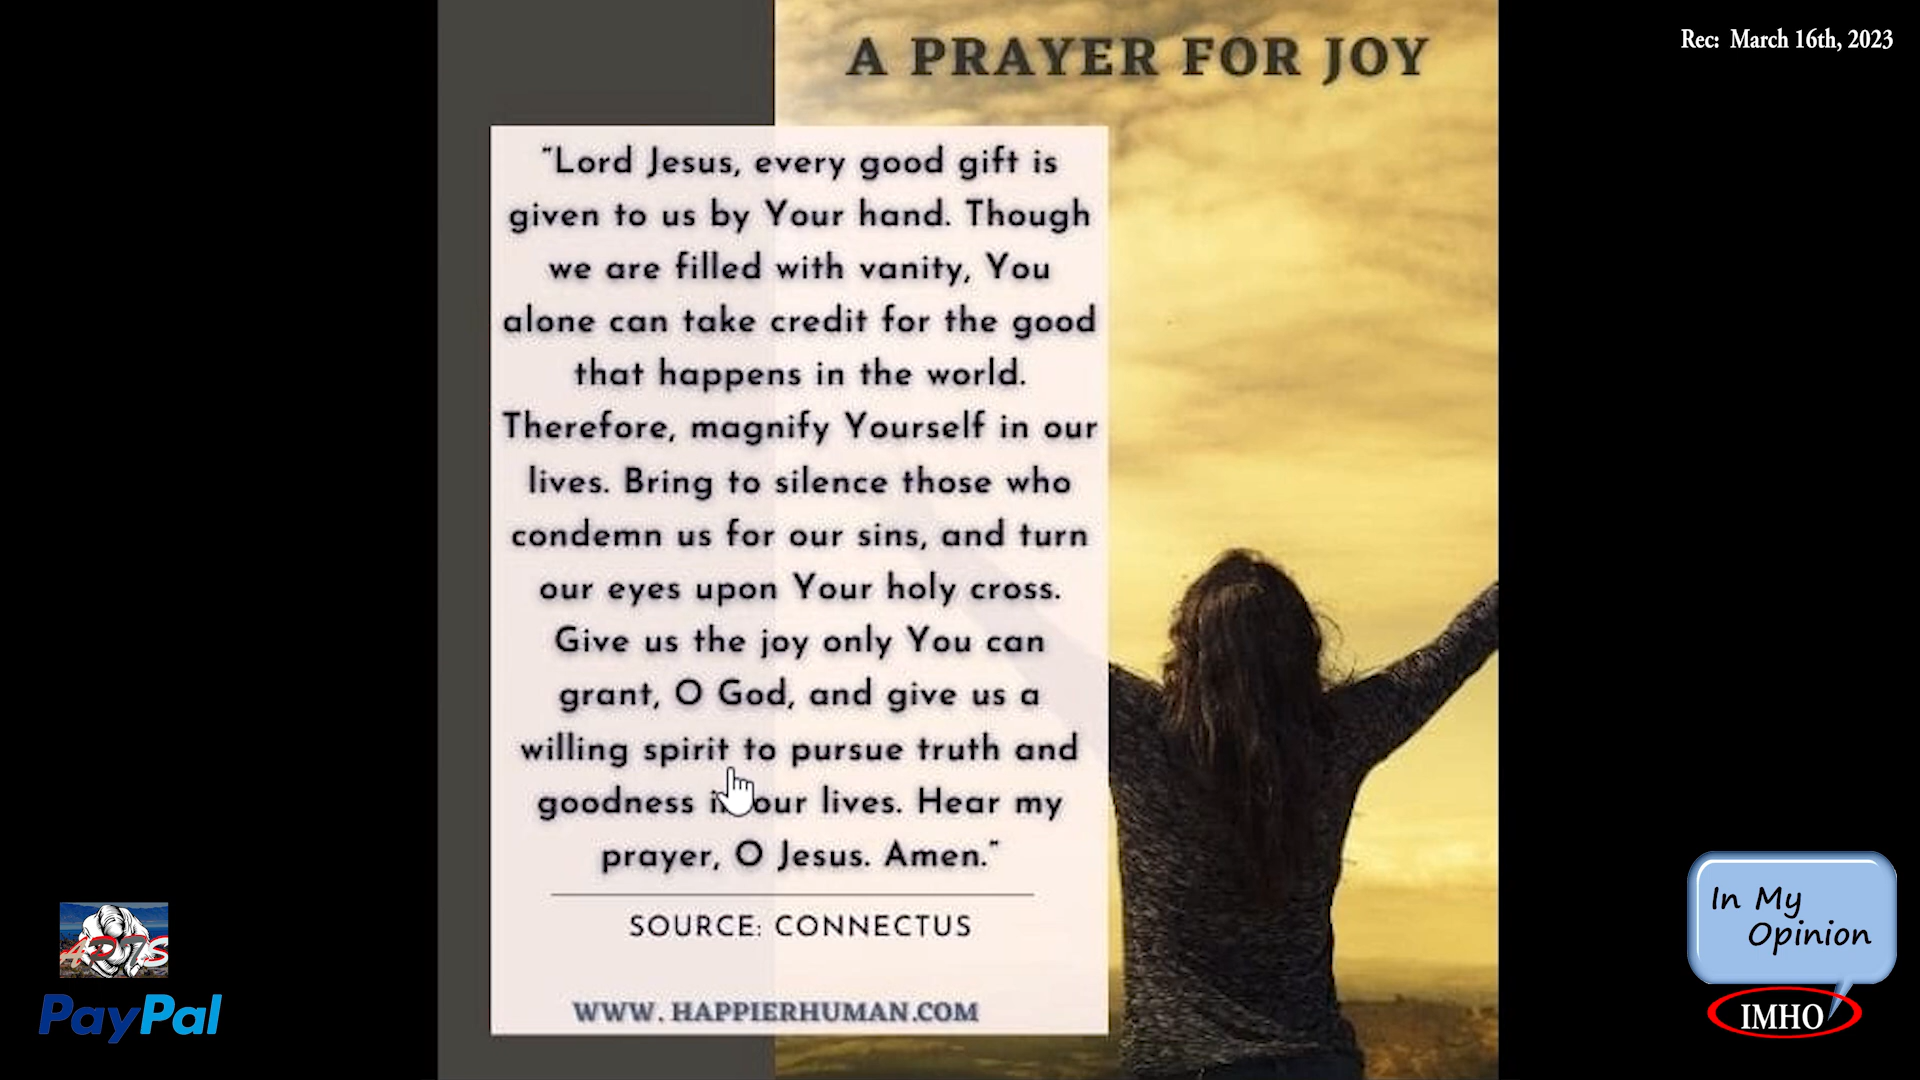 A PRAYER FOR JOY
Rec: March 16th, 2023
"Lord Jesus, every good gift is
given to us by Your hand. Though
we are filled with vanity, You
alone can take credit for the good
that happens in the world.
Therefore, magnify Yourself in our
lives. Bring to silence those who
condemn us for our sins, and turn
our eyes upon Your holy cross.
Give us the joy only You can
grant, O God, and give us a
willing spirit to pursue truth and
goodness in our lives. Hear my
prayer, O Jesus. Amen."
SOURCE: CONNECTUS
WWW. HAPPIERHUMAN.COM
PayPal
In My
Opinion
IMHO